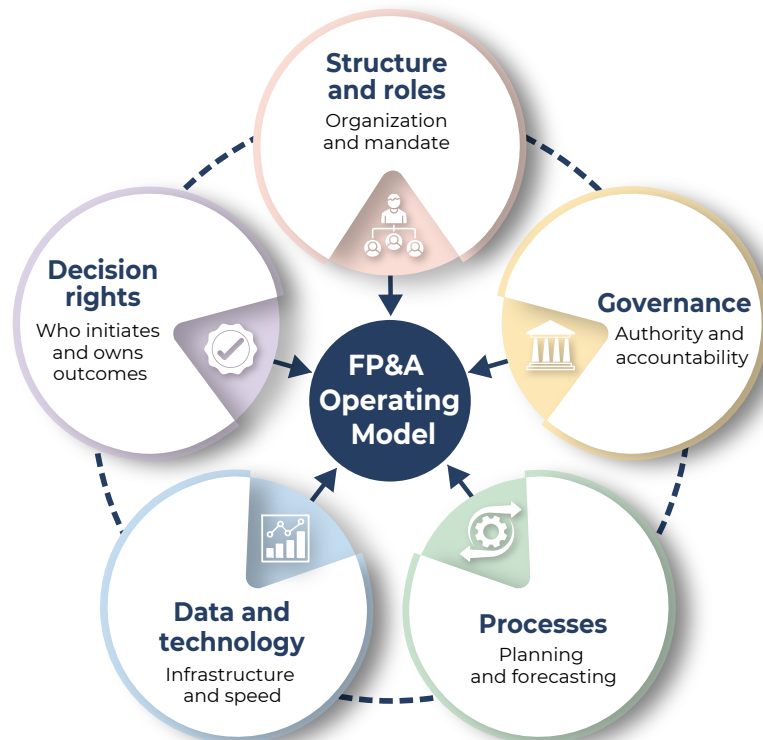 Structure
and roles
Organization
and mandate
Governance
Authority and
accountability
Processes
Planning
and forecasting
Data and
technology
Infrastructure
and speed
Decision
rights
Who initiates
and owns
outcomes
FP&A
Operating
Model